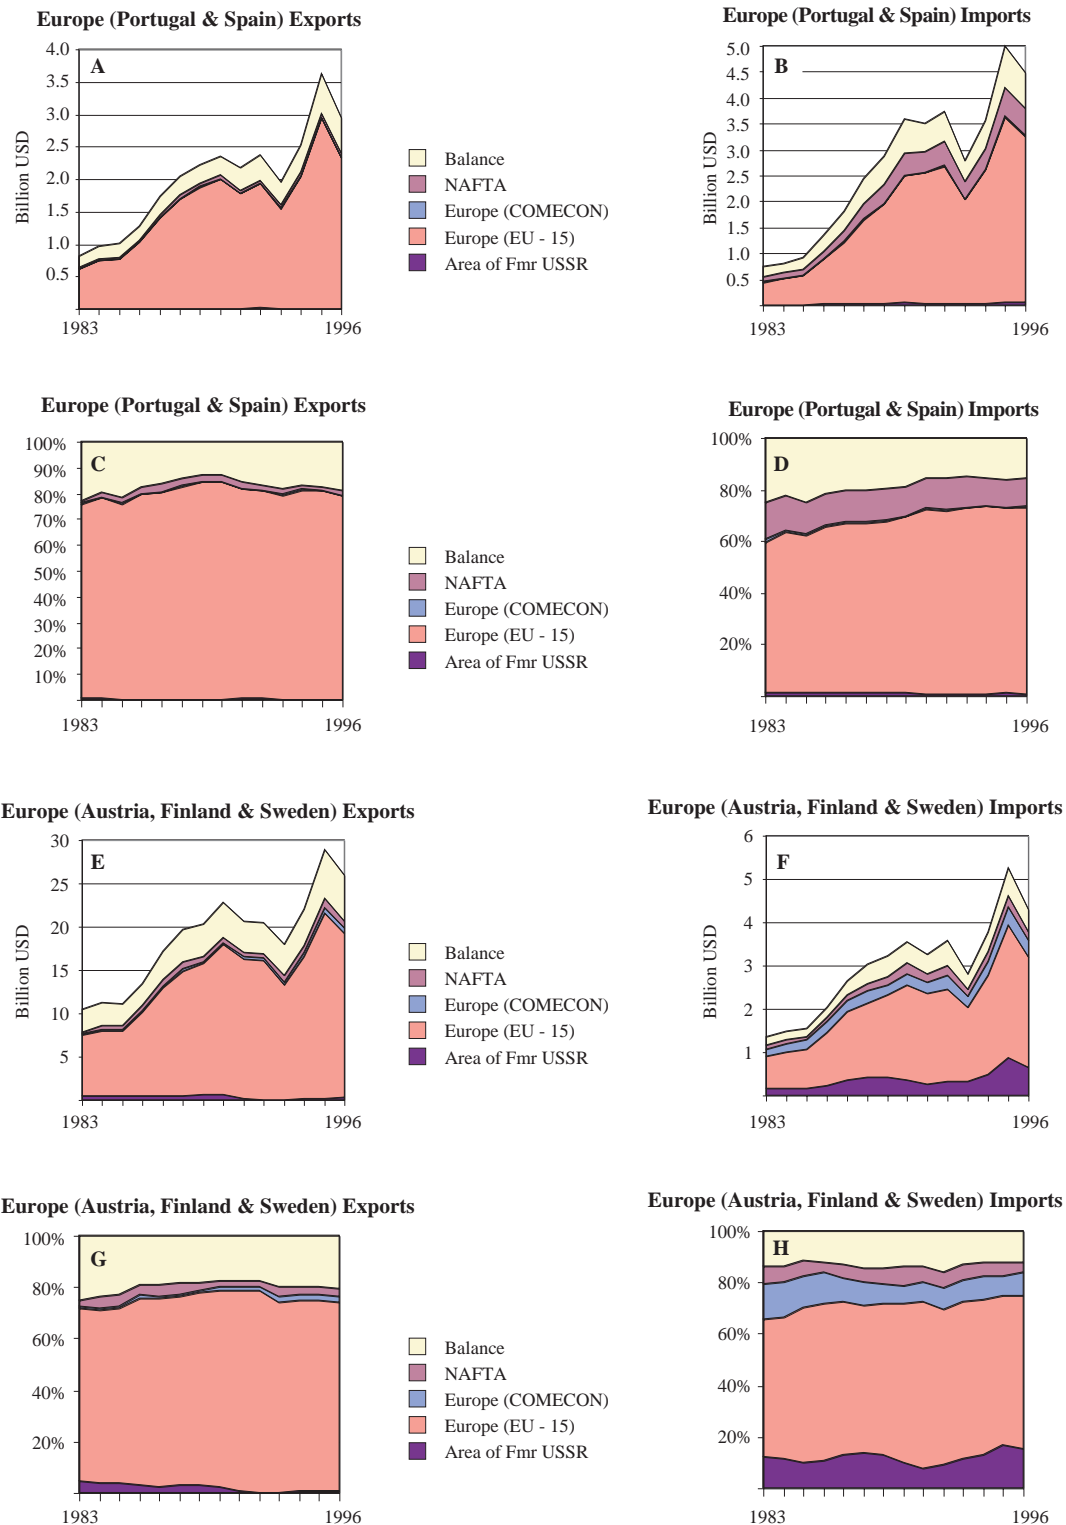 Europe (Portugal & Spain) Exports
A
4.0
3.5
3.0
2.5
2.0
1.5
1.0
0.5
Billion USD
1983
1996
Balance
NAFTA
Europe (COMECON)
Europe (EU - 15)
Area of Fmr USSR
Europe (Portugal & Spain) Imports
B
5.0
4.5
4.0
3.5
3.0
2.5
2.0
1.5
1.0
0.5
Billion USD
1983
1996
Europe (Portugal & Spain) Exports
C
100%
90%
80%
70%
60%
50%
40%
30%
20%
10%
1983
1996
Balance
NAFTA
Europe (COMECON)
Europe (EU - 15)
Area of Fmr USSR
Europe (Portugal & Spain) Imports
D
100%
80%
60%
40%
20%
1983
1996
Europe (Austria, Finland & Sweden) Exports
E
30
25
20
15
10
5
Billion USD
1983
1996
Balance
NAFTA
Europe (COMECON)
Europe (EU - 15)
Area of Fmr USSR
Europe (Austria, Finland & Sweden) Imports
F
6
5
4
3
2
1
Billion USD
1983
1996
Europe (Austria, Finland & Sweden) Exports
G
100%
80%
60%
40%
20%
1983
1996
Balance
NAFTA
Europe (COMECON)
Europe (EU - 15)
Area of Fmr USSR
Europe (Austria, Finland & Sweden) Imports
H
100%
80%
60%
40%
20%
1983
1996